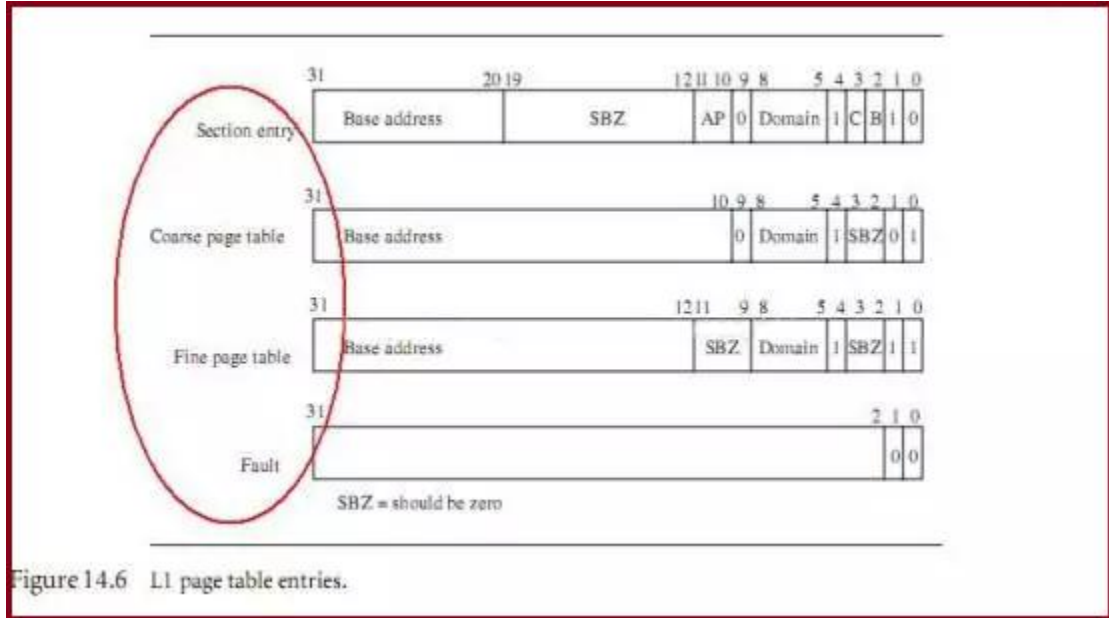 31 20 19 12 11 10 9 8 5 4 3 2 1 0
Section entry Base address SBZ AP 0 Domain 1 C B 1 0
31 10 9 8 5 4 3 2 1 0
Coarse page table Base address 0 Domain 1 SBZ 0 1
31 12 11 9 8 5 4 3 2 1 0
Fine page table Base address SBZ Domain 1 SBZ 1 1
31 2 1 0
Fault 0 0
SBZ = should be zero
Figure 14.6 L1 page table entries.